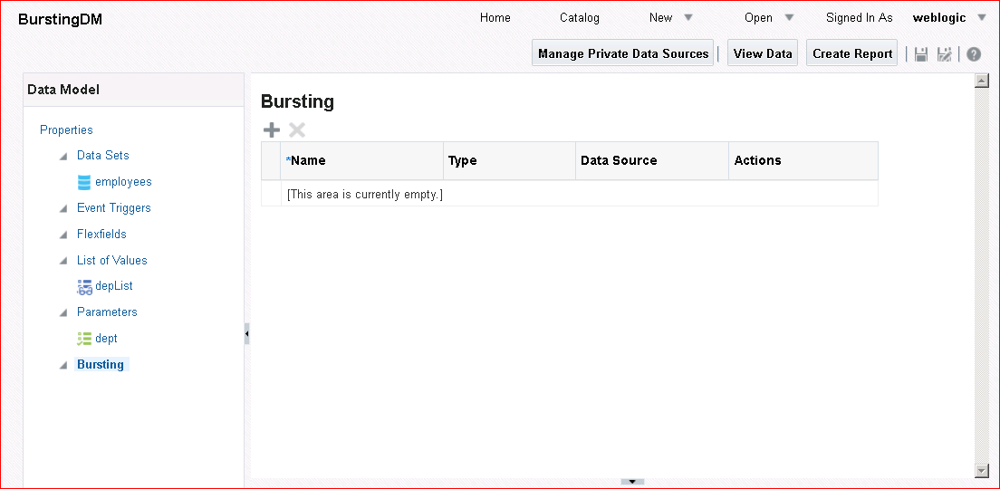 BurstingDM Home Catalog New Open Signed In As weblogic
Manage Private Data Sources View Data Create Report
Data Model
Properties
Data Sets
employees
Event Triggers
Flexfields
List of Values
depList
Parameters
dept
Bursting
Bursting
*Name Type Data Source Actions
[This area is currently empty.]